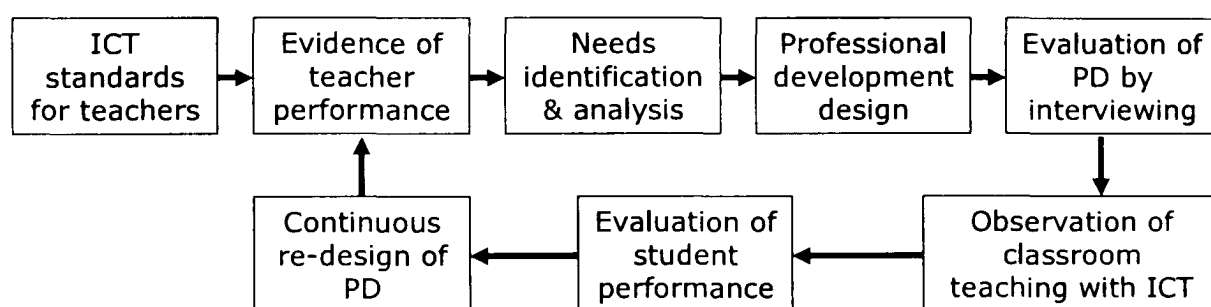 ICT
standards
for teachers
Evidence of
teacher
performance
Needs
identification
& analysis
Professional
development
design
Evaluation of
PD by
interviewing
Observation of
classroom
teaching with ICT
Evaluation of
student
performance
Continuous
re-design of
PD